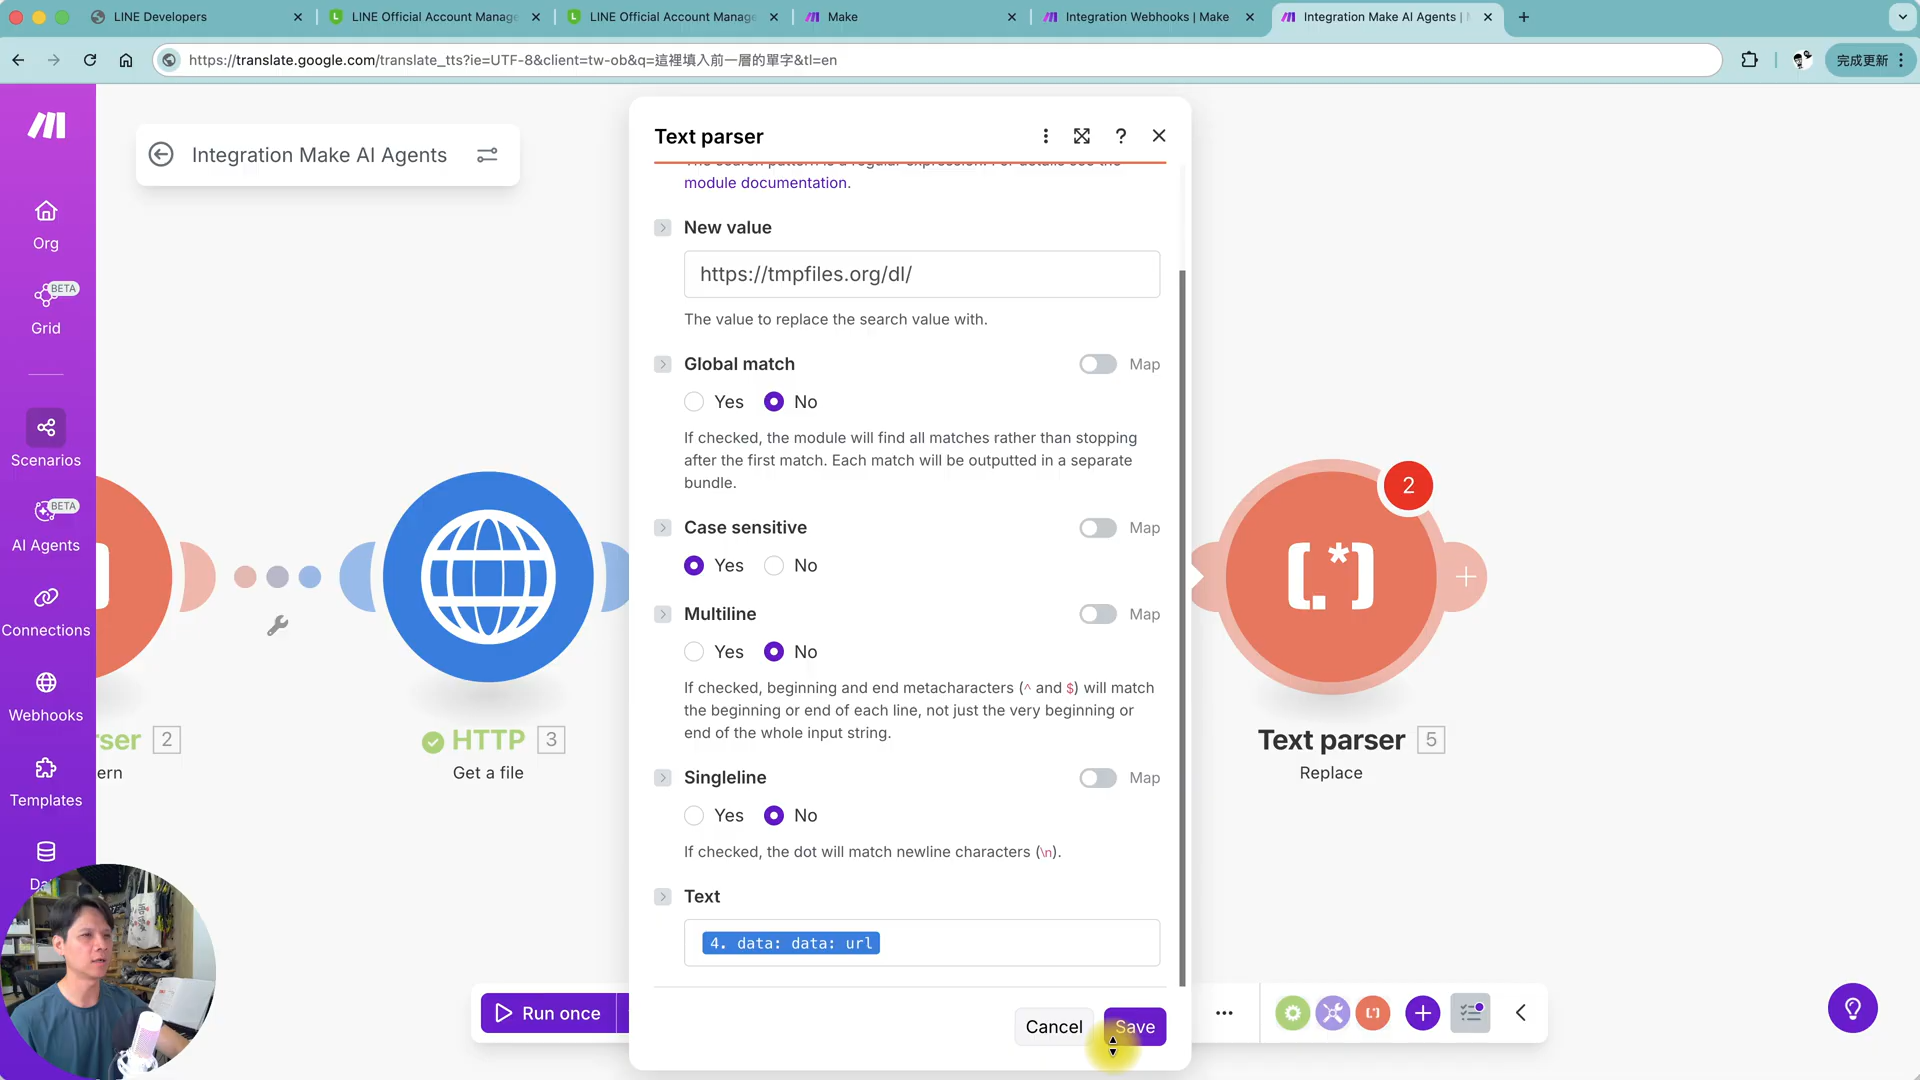 LINE Developers
LINE Official Account Manage
LINE Official Account Manage
Make
Integration Webhooks | Make
Integration Make AI Agents |
https://translate.google.com/translate_tts?ie=UTF-8&client=tw-ob&q=這裡填入前一層的單字&tl=en
完成更新
Integration Make AI Agents
Org
BETA
Grid
Scenarios
BETA
AI Agents
Connections
Webhooks
Templates
Text parser
module documentation.
New value
https://tmpfiles.org/dl/
The value to replace the search value with.
Global match
Map
Yes
No
If checked, the module will find all matches rather than stopping
after the first match. Each match will be outputted in a separate
bundle.
Case sensitive
Map
Yes
No
Multiline
Map
Yes
No
If checked, beginning and end metacharacters (^ and $) will match
the beginning or end of each line, not just the very beginning or
end of the whole input string.
Singleline
Map
Yes
No
If checked, the dot will match newline characters (\n).
Text
4. data: data: url
Cancel
Save
rser 2
ern
HTTP 3
Get a file
2
Text parser 5
Replace
Run once